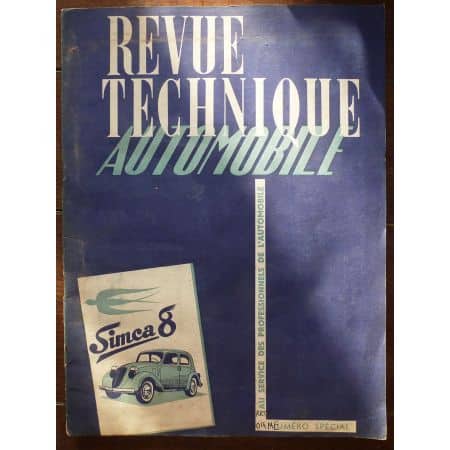 REVUE
TECHNIQUE
AUTOMOBILE
AU SERVICE DES PROFESSIONNELS DE L'AUTOMOBILE
Simca 8
NUMÉRO SPÉCIAL